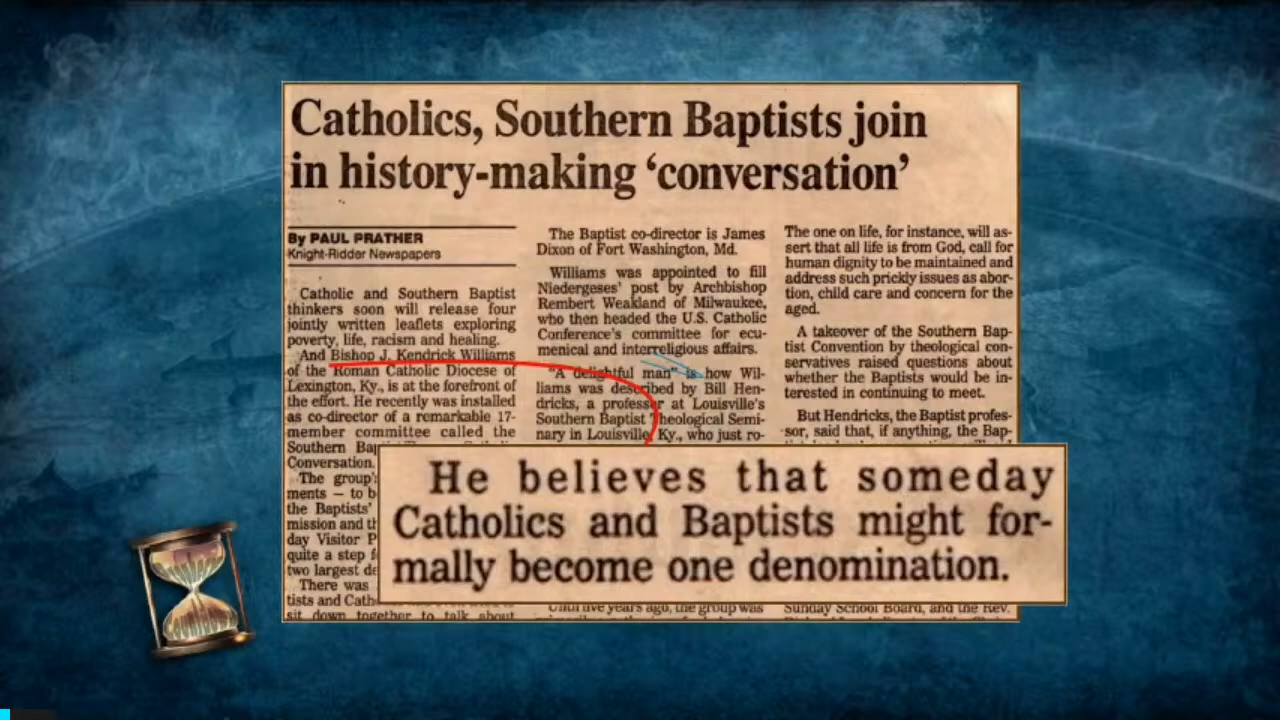 Catholics, Southern Baptists join
in history-making ‘conversation’
By PAUL PRATHER
Knight-Ridder Newspapers
Catholic and Southern Baptist
thinkers soon will release four
jointly written leaflets exploring
poverty, life, racism and healing.
And Bishop J. Kendrick Williams
of the Roman Catholic Diocese of
Lexington, Ky., is at the forefront of
the effort. He recently was installed
as co-director of a remarkable 17-
member committee called the
Southern
Conversation.
The group's
ments — to b
the Baptists'
mission and th
day Visitor P
quite a step f
two largest de
There was
tists and Cath
sit down together to talk about
The Baptist co-director is James
Dixon of Fort Washington, Md.
Williams was appointed to fill
Niedergeses' post by Archbishop
Rembert Weakland of Milwaukee,
who then headed the U.S. Catholic
Conference's committee for ecu-
menical and interreligious affairs.
"A delightful man" is how Wil-
liams was described by Bill Hen-
dricks, a professor at Louisville's
Southern Baptist Theological Semi-
nary in Louisville, Ky., who just ro-
Until five years ago, the group was
The one on life, for instance, will as-
sert that all life is from God, call for
human dignity to be maintained and
address such prickly issues as abor-
tion, child care and concern for the
aged.
A takeover of the Southern Bap-
tist Convention by theological con-
servatives raised questions about
whether the Baptists would be in-
terested in continuing to meet.
But Hendricks, the Baptist profes-
sor, said that, if anything, the Bap-
Sunday School Board, and the Rev.
He believes that someday
Catholics and Baptists might for-
mally become one denomination.